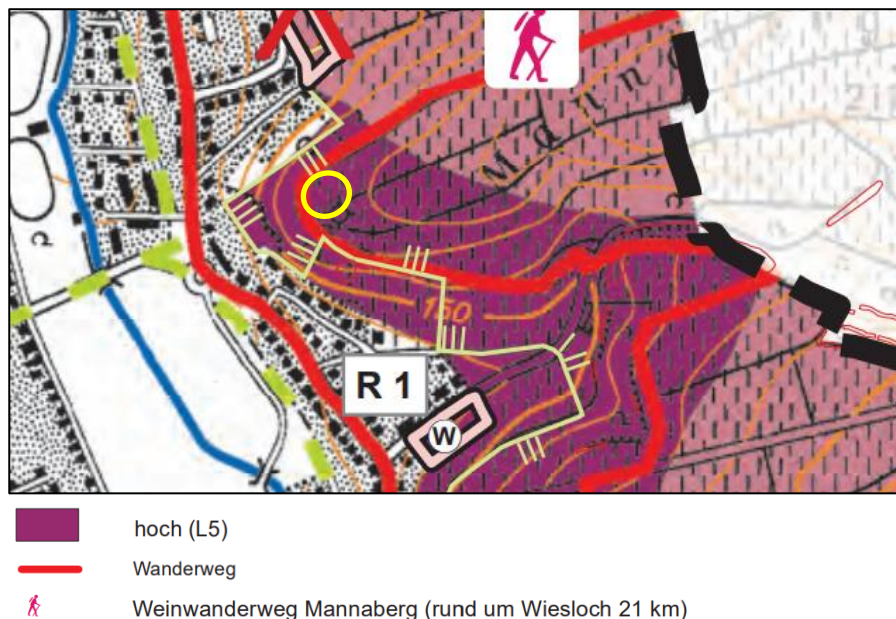 Manna
150
R 1
W
hoch (L5)
Wanderweg
Weinwanderweg Mannaberg (rund um Wiesloch 21 km)